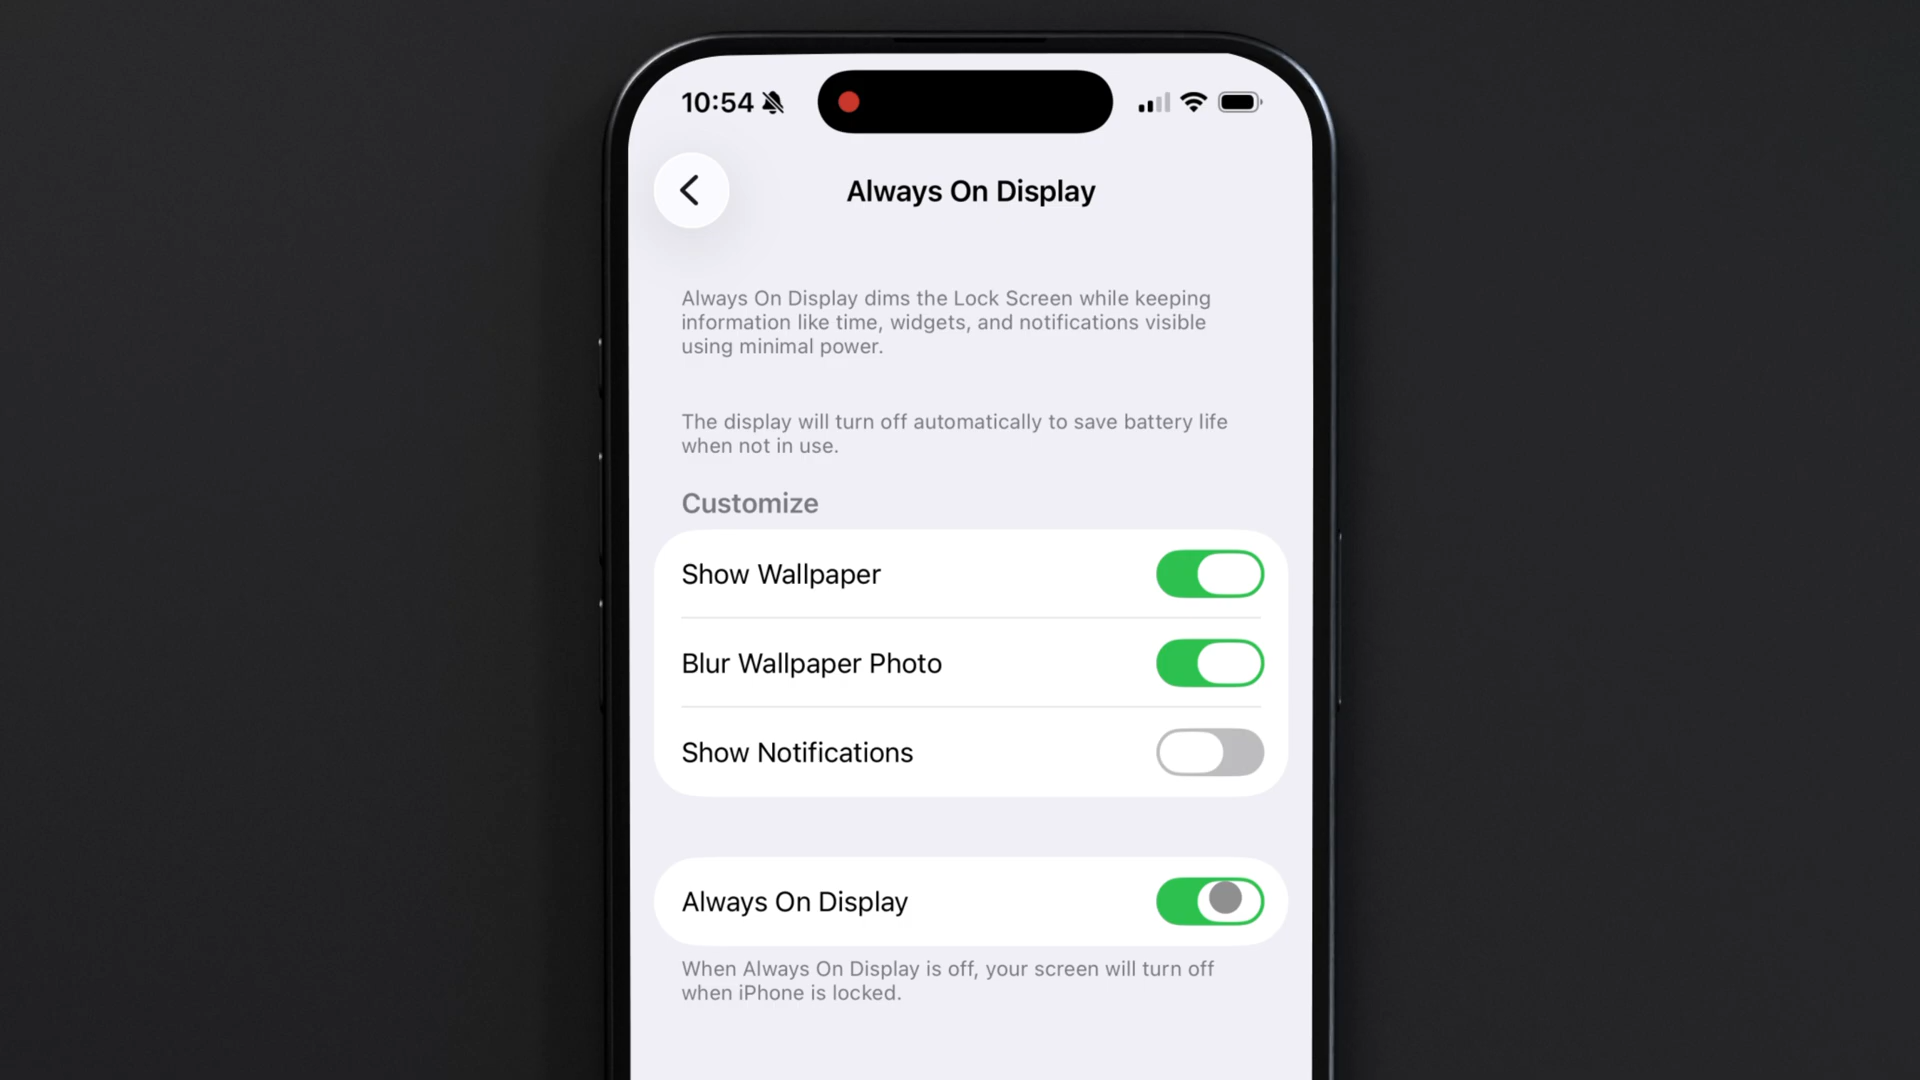 10:54
Always On Display
Always On Display dims the Lock Screen while keeping
information like time, widgets, and notifications visible
using minimal power.
The display will turn off automatically to save battery life
when not in use.
Customize
Show Wallpaper
Blur Wallpaper Photo
Show Notifications
Always On Display
When Always On Display is off, your screen will turn off
when iPhone is locked.